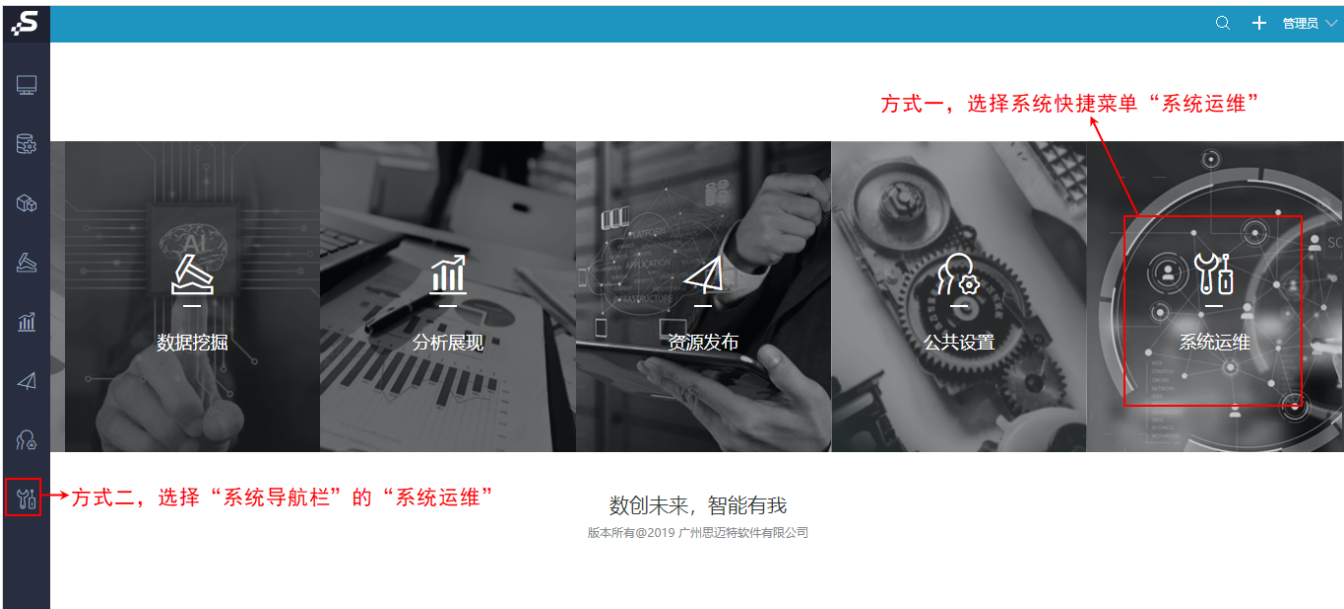 管理员
方式一，选择系统快捷菜单“系统运维”
AI
PLATFORM
APPLICATION
INFRASTRUCTURE
数据挖掘
分析展现
资源发布
公共设置
系统运维
方式二，选择“系统导航栏”的“系统运维”
数创未来，智能有我
版本所有@2019 广州思迈特软件有限公司